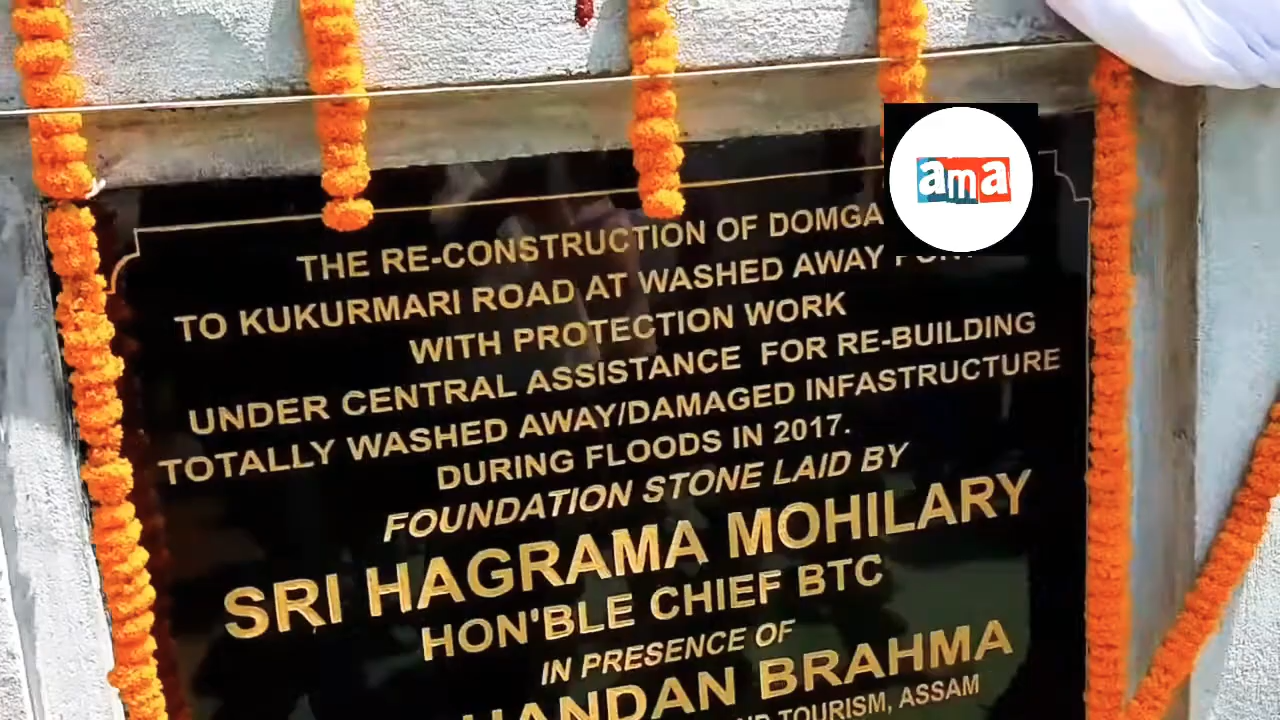 ama
THE RE-CONSTRUCTION OF DOMGA
TO KUKURMARI ROAD AT WASHED AWAY
WITH PROTECTION WORK
UNDER CENTRAL ASSISTANCE FOR RE-BUILDING
TOTALLY WASHED AWAY/DAMAGED INFASTRUCTURE
DURING FLOODS IN 2017.
FOUNDATION STONE LAID BY
SRI HAGRAMA MOHILARY
HON'BLE CHIEF BTC
IN PRESENCE OF
HANDAN BRAHMA
TOURISM, ASSAM